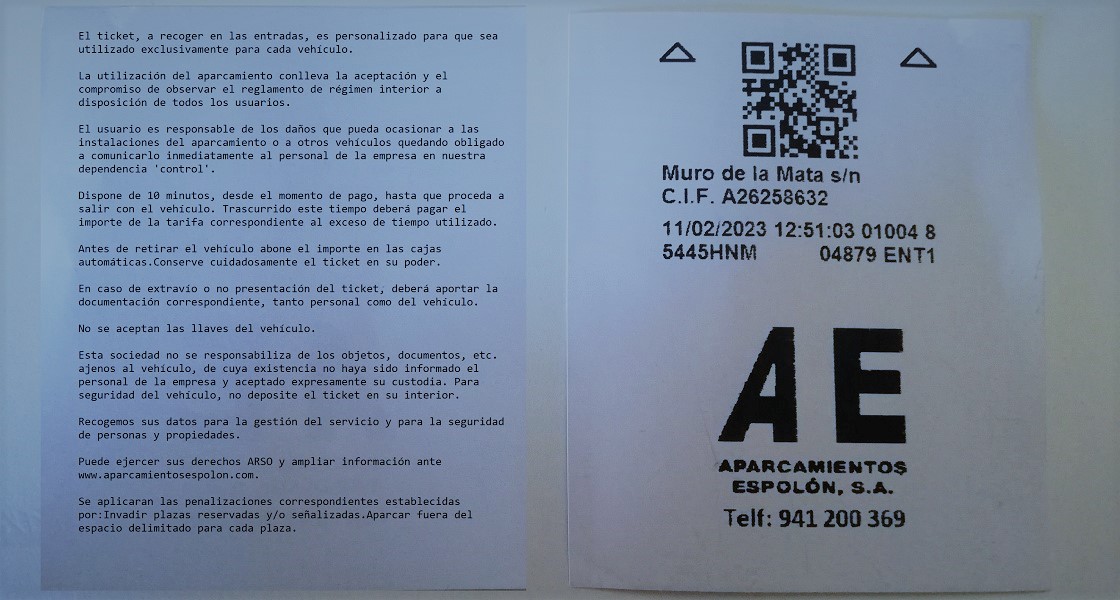 El ticket, a recoger en las entradas, es personalizado para que sea
utilizado exclusivamente para cada vehículo.
La utilización del aparcamiento conlleva la aceptación y el
compromiso de observar el reglamento de régimen interior a
disposición de todos los usuarios.
El usuario es responsable de los daños que pueda ocasionar a las
instalaciones del aparcamiento o a otros vehículos quedando obligado
a comunicarlo inmediatamente al personal de la empresa en nuestra
dependencia 'control'.
Dispone de 10 minutos, desde el momento de pago, hasta que proceda a
salir con el vehículo. Trascurrido este tiempo deberá pagar el
importe de la tarifa correspondiente al exceso de tiempo utilizado.
Antes de retirar el vehículo abone el importe en las cajas
automáticas.Conserve cuidadosamente el ticket en su poder.
En caso de extravío o no presentación del ticket, deberá aportar la
documentación correspondiente, tanto personal como del vehículo.
No se aceptan las llaves del vehículo.
Esta sociedad no se responsabiliza de los objetos, documentos, etc.
ajenos al vehículo, de cuya existencia no haya sido informado el
personal de la empresa y aceptado expresamente su custodia. Para
seguridad del vehículo, no deposite el ticket en su interior.
Recogemos sus datos para la gestión del servicio y para la seguridad
de personas y propiedades.
Puede ejercer sus derechos ARSO y ampliar información ante
www.aparcamientosespolon.com.
Se aplicaran las penalizaciones correspondientes establecidas
por:Invadir plazas reservadas y/o señalizadas.Aparcar fuera del
espacio delimitado para cada plaza.
Muro de la Mata s/n
C.I.F. A26258632
11/02/2023 12:51:03 01004 8
5445HNM 04879 ENT1
AE
APARCAMIENTOS
ESPOLÓN, S.A.
Telf: 941 200 369